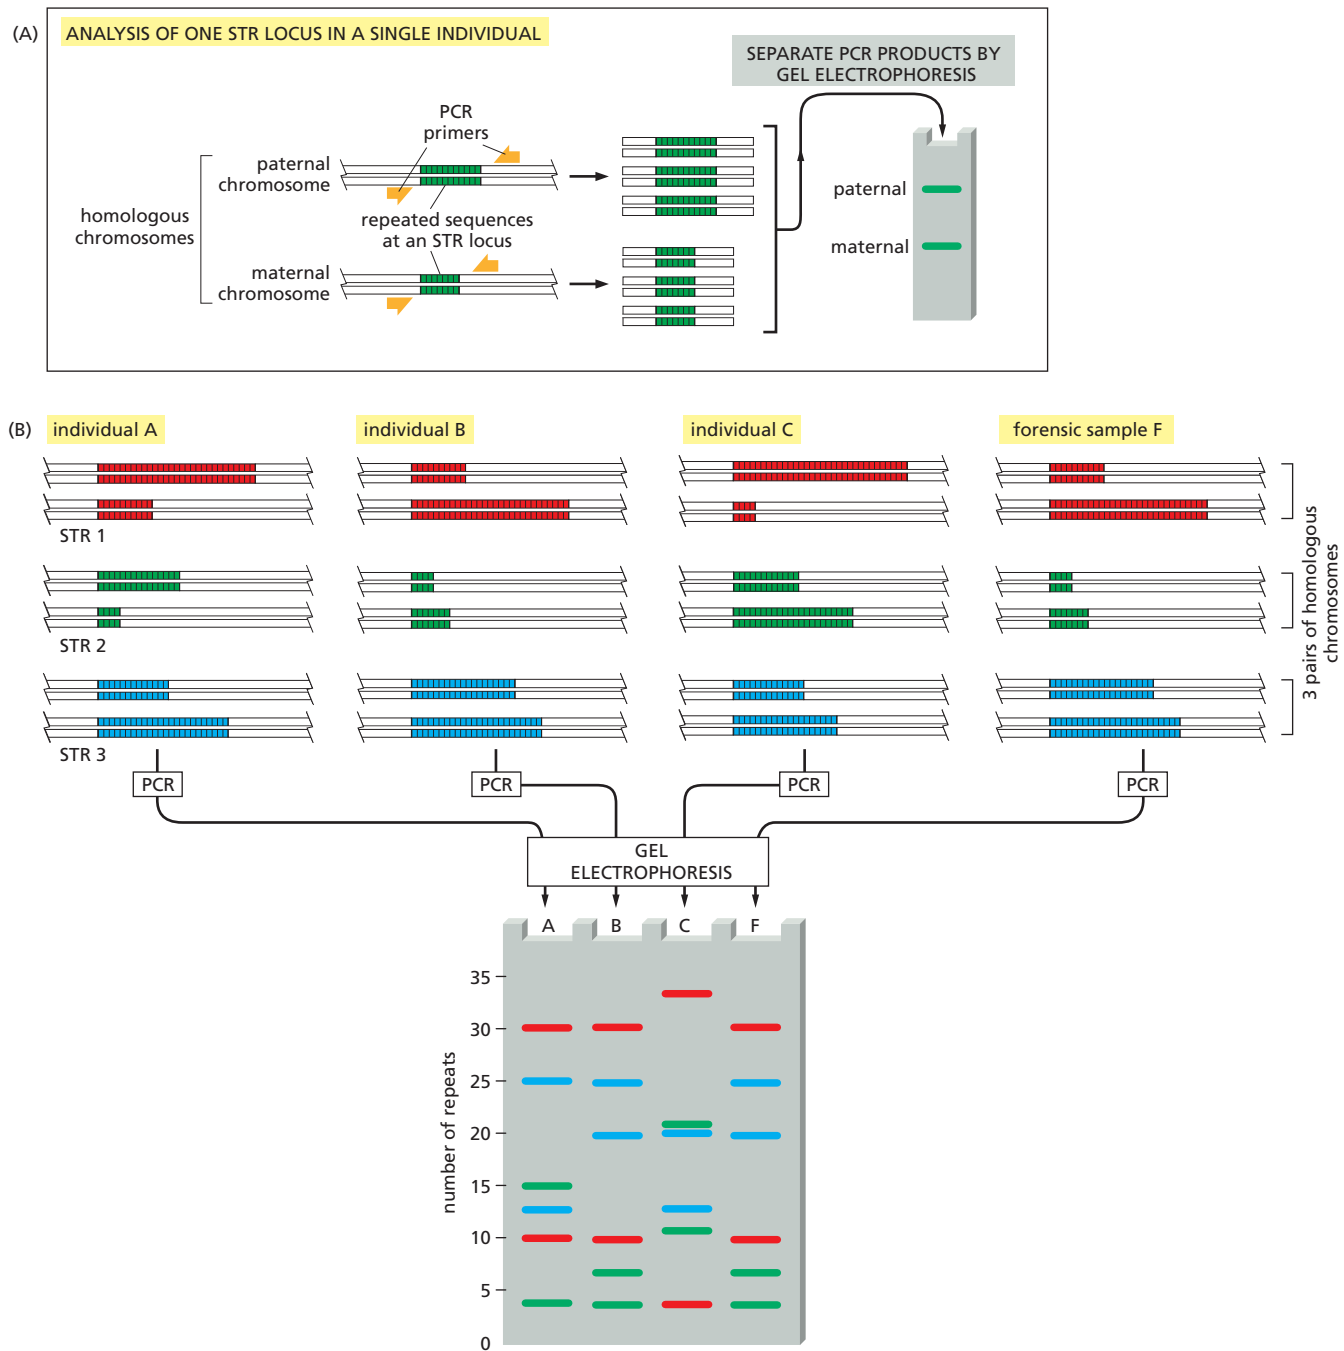 (A)
ANALYSIS OF ONE STR LOCUS IN A SINGLE INDIVIDUAL
SEPARATE PCR PRODUCTS BY
GEL ELECTROPHORESIS
PCR
primers
paternal
chromosome
homologous
chromosomes
repeated sequences
at an STR locus
maternal
chromosome
paternal
maternal
(B)
individual A
individual B
individual C
forensic sample F
STR 1
STR 2
STR 3
3 pairs of homologous
chromosomes
PCR
PCR
PCR
PCR
GEL
ELECTROPHORESIS
A
B
C
F
number of repeats
35
30
25
20
15
10
5
0